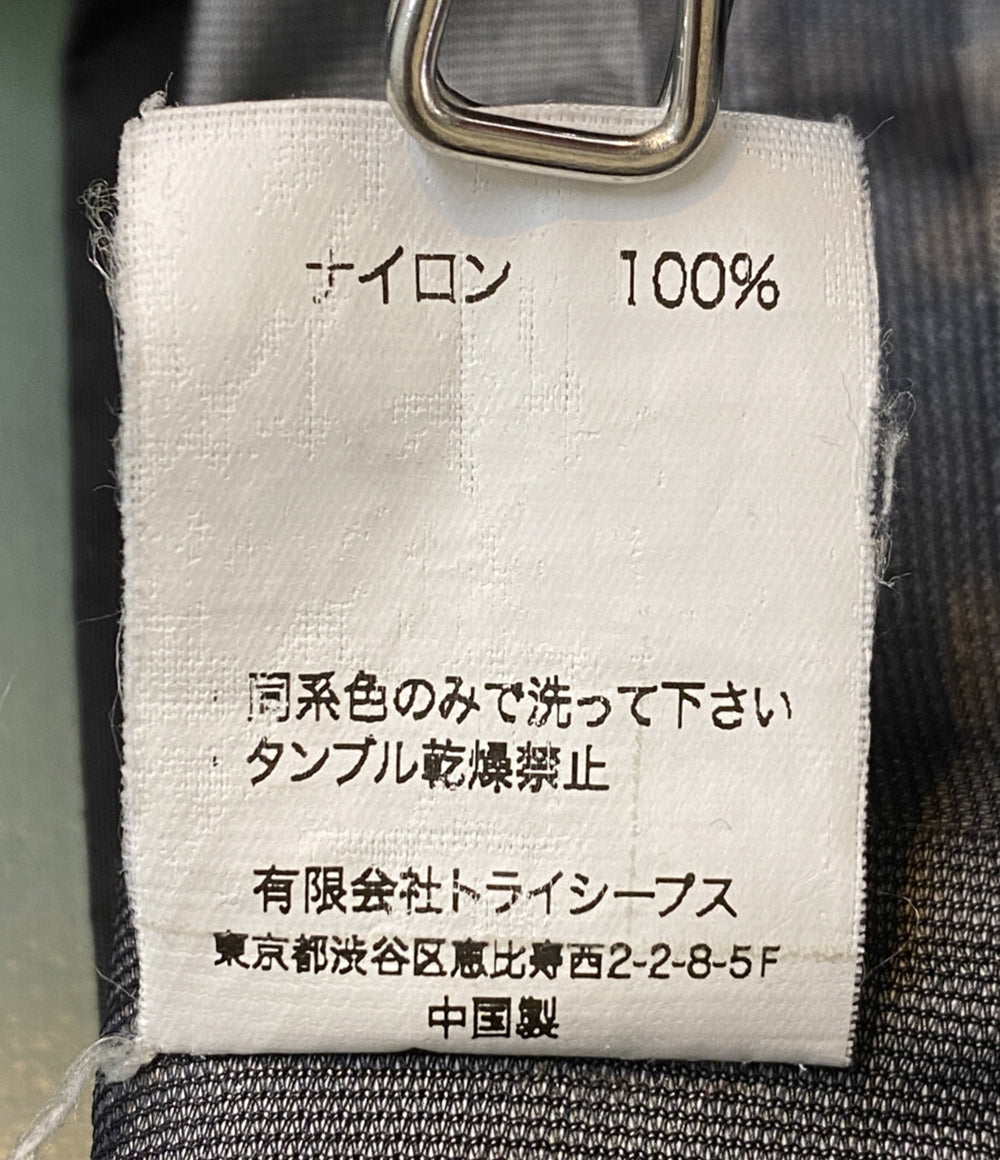 ナイロン 100%
同系色のみで洗って下さい
タンブル乾燥禁止
有限会社トライシープス
東京都渋谷区恵比寿西2-2-8-5F
中国製